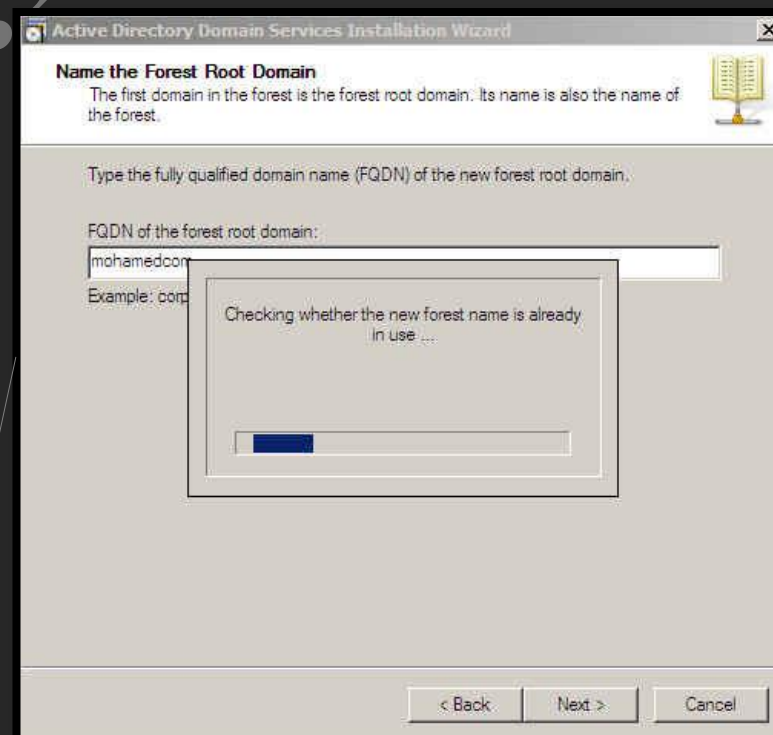 Active Directory Domain Services Installation Wizard
Name the Forest Root Domain
The first domain in the forest is the forest root domain. Its name is also the name of
the forest.
Type the fully qualified domain name (FQDN) of the new forest root domain.
FQDN of the forest root domain:
mohamedcom
Example: corp
Checking whether the new forest name is already
in use ...
< Back
Next >
Cancel